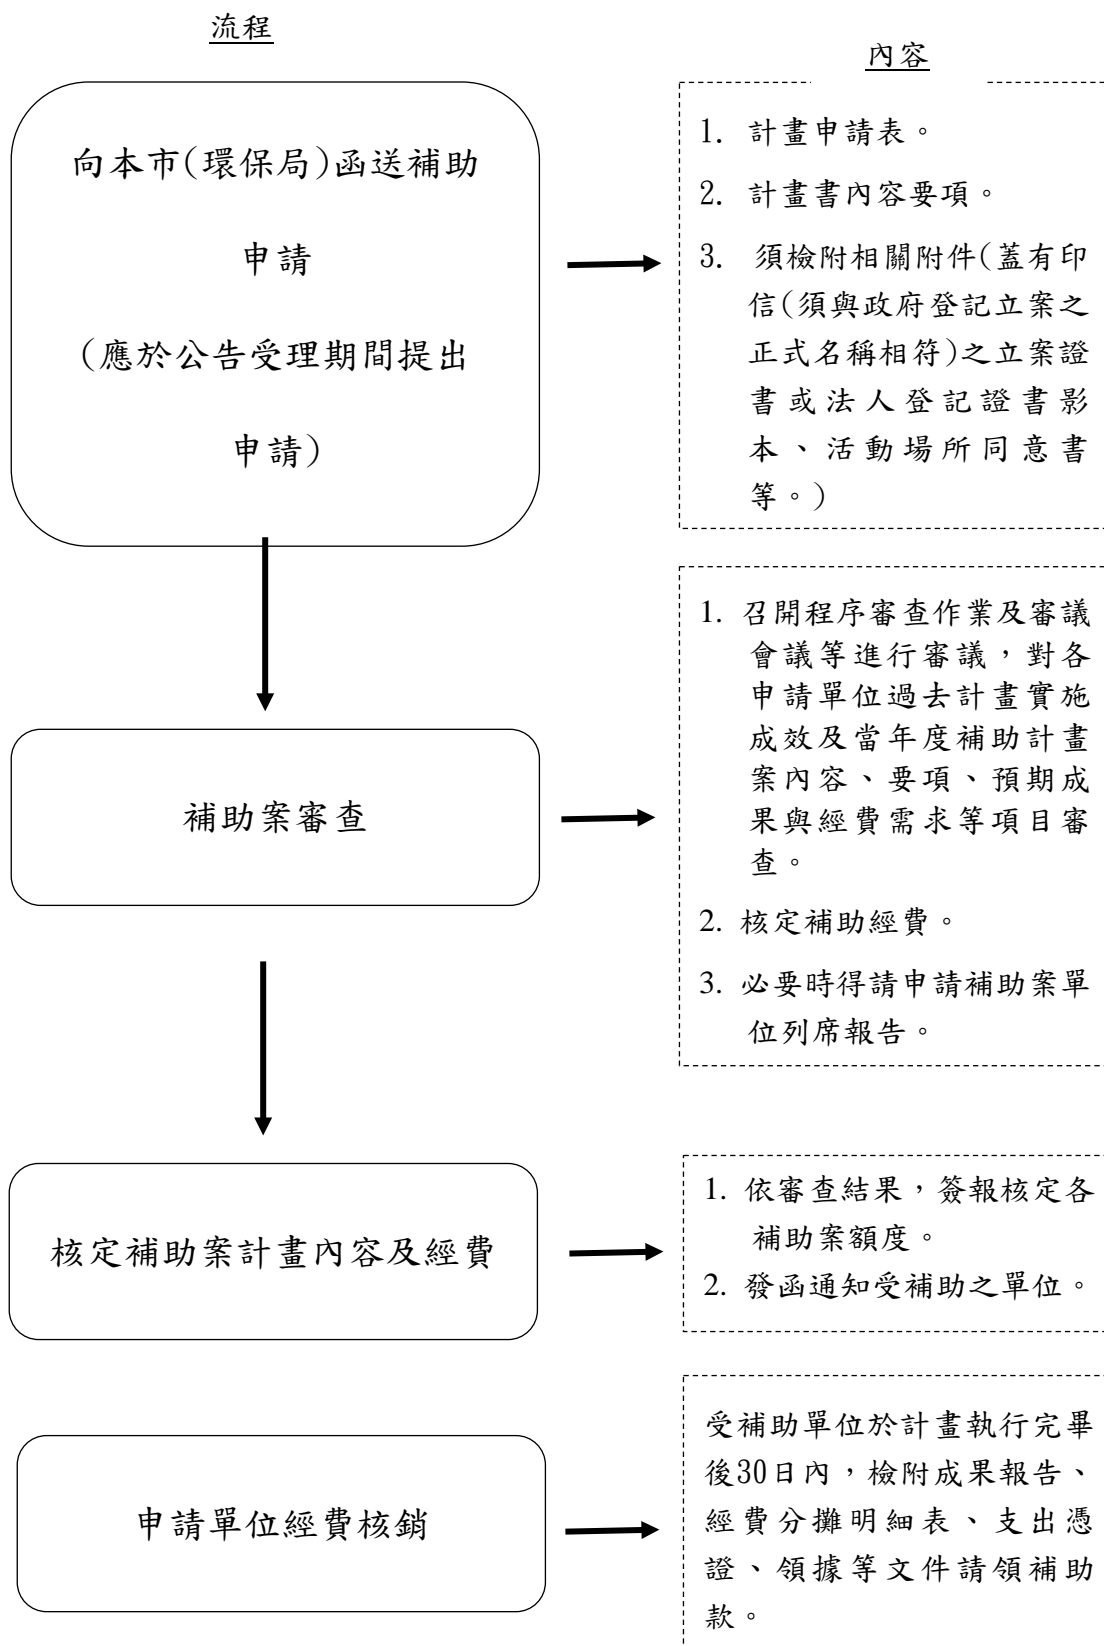 流程
內容
向本市(環保局)函送補助
申請
(應於公告受理期間提出
申請)
1. 計畫申請表。
2. 計畫書內容要項。
3. 須檢附相關附件(蓋有印
信(須與政府登記立案之
正式名稱相符)之立案證
書或法人登記證書影
本、活動場所同意書
等。)
補助案審查
1. 召開程序審查作業及審議
會議等進行審議，對各
申請單位過去計畫實施
成效及當年度補助計畫
案內容、要項、預期成
果與經費需求等項目審
查。
2. 核定補助經費。
3. 必要時得請申請補助案單
位列席報告。
核定補助案計畫內容及經費
1. 依審查結果，簽報核定各
補助案額度。
2. 發函通知受補助之單位。
申請單位經費核銷
受補助單位於計畫執行完畢
後30日內，檢附成果報告、
經費分攤明細表、支出憑
證、領據等文件請領補助
款。